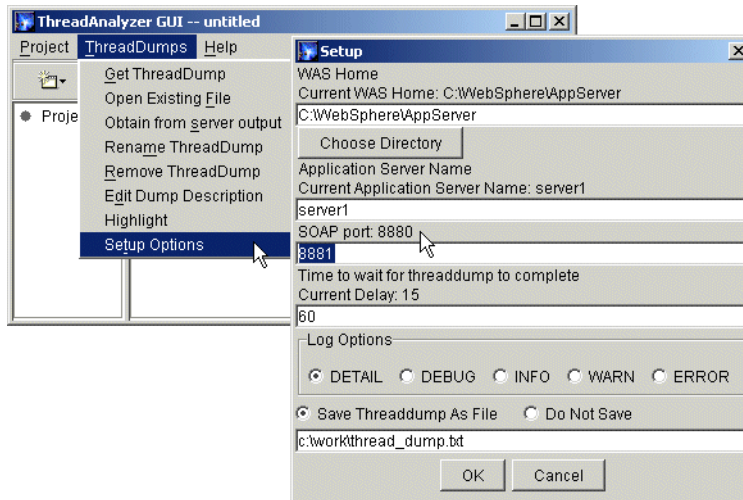 ThreadAnalyzer GUI -- untitled
Project ThreadDumps Help
Get ThreadDump
Open Existing File
Obtain from server output
Rename ThreadDump
Remove ThreadDump
Edit Dump Description
Highlight
Setup Options
Proje
Setup
WAS Home
Current WAS Home: C:\WebSphere\AppServer
C:\WebSphere\AppServer
Choose Directory
Application Server Name
Current Application Server Name: server1
server1
SOAP port: 8880
8881
Time to wait for threaddump to complete
Current Delay: 15
60
Log Options
DETAIL DEBUG INFO WARN ERROR
Save Threaddump As File Do Not Save
c:\work\thread_dump.txt
OK Cancel